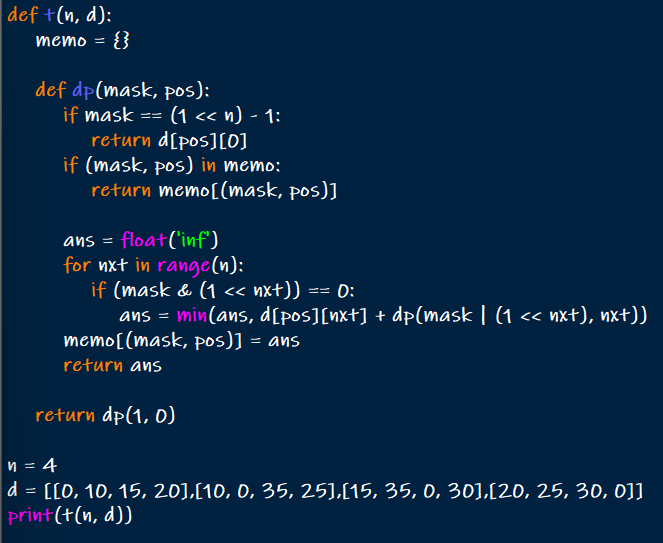 def t(n, d):
    memo = {}

    def dp(mask, pos):
        if mask == (1 << n) - 1:
            return d[pos][0]
        if (mask, pos) in memo:
            return memo[(mask, pos)]

        ans = float('inf')
        for nxt in range(n):
            if (mask & (1 << nxt)) == 0:
                ans = min(ans, d[pos][nxt] + dp(mask | (1 << nxt), nxt))
        memo[(mask, pos)] = ans
        return ans

    return dp(1, 0)

n = 4
d = [[0, 10, 15, 20],[10, 0, 35, 25],[15, 35, 0, 30],[20, 25, 30, 0]]
print(t(n, d))